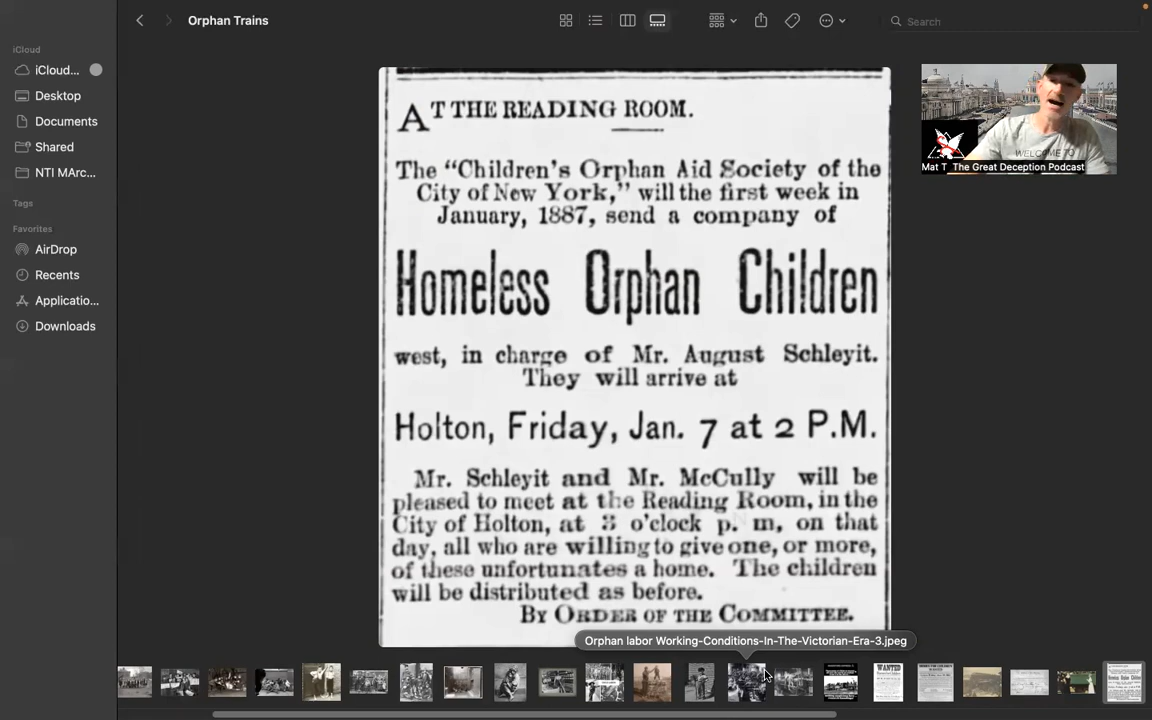 Orphan Trains
Search
iCloud
iCloud...
Desktop
Documents
Shared
NTI MArc...
Tags
Favorites
AirDrop
Recents
Applicatio...
Downloads
AT THE READING ROOM.
The "Children's Orphan Aid Society of the
City of New York," will the first week in
January, 1887, send a company of
Homeless Orphan Children
west, in charge of Mr. August Schleyit.
They will arrive at
Holton, Friday, Jan. 7 at 2 P.M.
Mr. Schleyit and Mr. McCully will be
pleased to meet at the Reading Room, in the
City of Holton, at 3 o'clock p. m, on that
day, all who are willing to give one, or more,
of these unfortunates a home. The children
will be distributed as before.
BY ORDER OF THE COMMITTEE.
WELCOME TO
Mat T The Great Deception Podcast
Orphan labor Working-Conditions-In-The-Victorian-Era-3.jpeg
WANTED